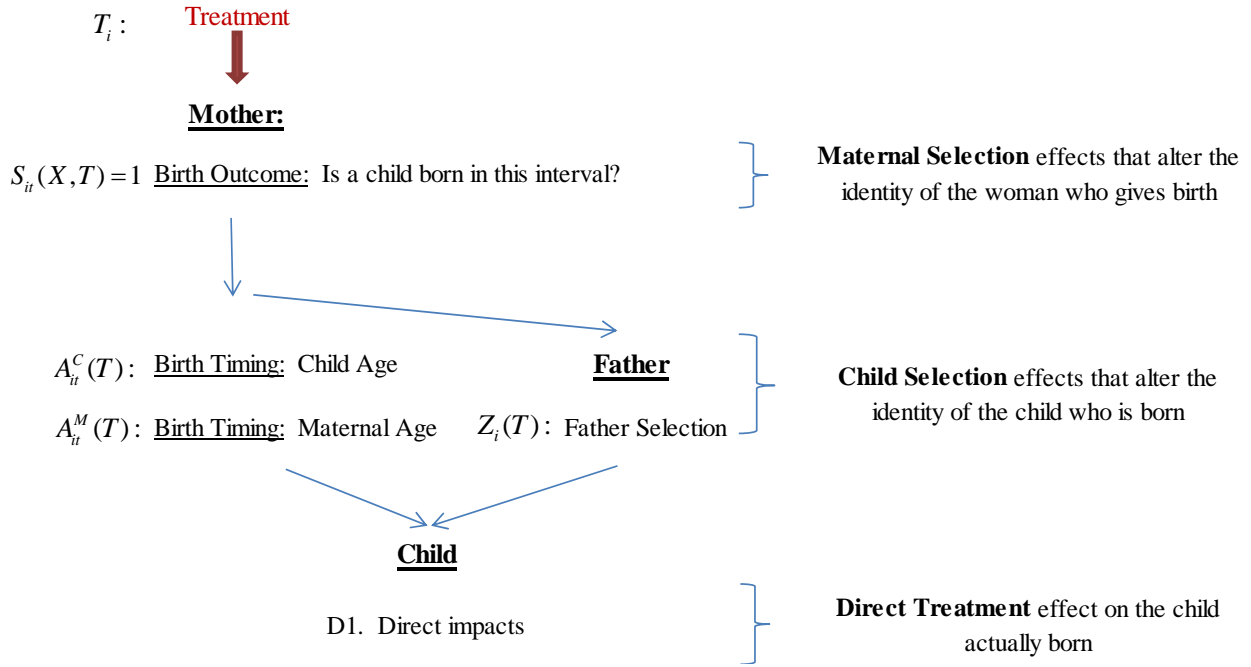 T_i : Treatment
Mother:
S_it(X,T)=1 Birth Outcome: Is a child born in this interval?
Maternal Selection effects that alter the
identity of the woman who gives birth
A_it^C(T): Birth Timing: Child Age
Father
A_it^M(T): Birth Timing: Maternal Age
Z_i(T): Father Selection
Child Selection effects that alter the
identity of the child who is born
Child
D1. Direct impacts
Direct Treatment effect on the child
actually born